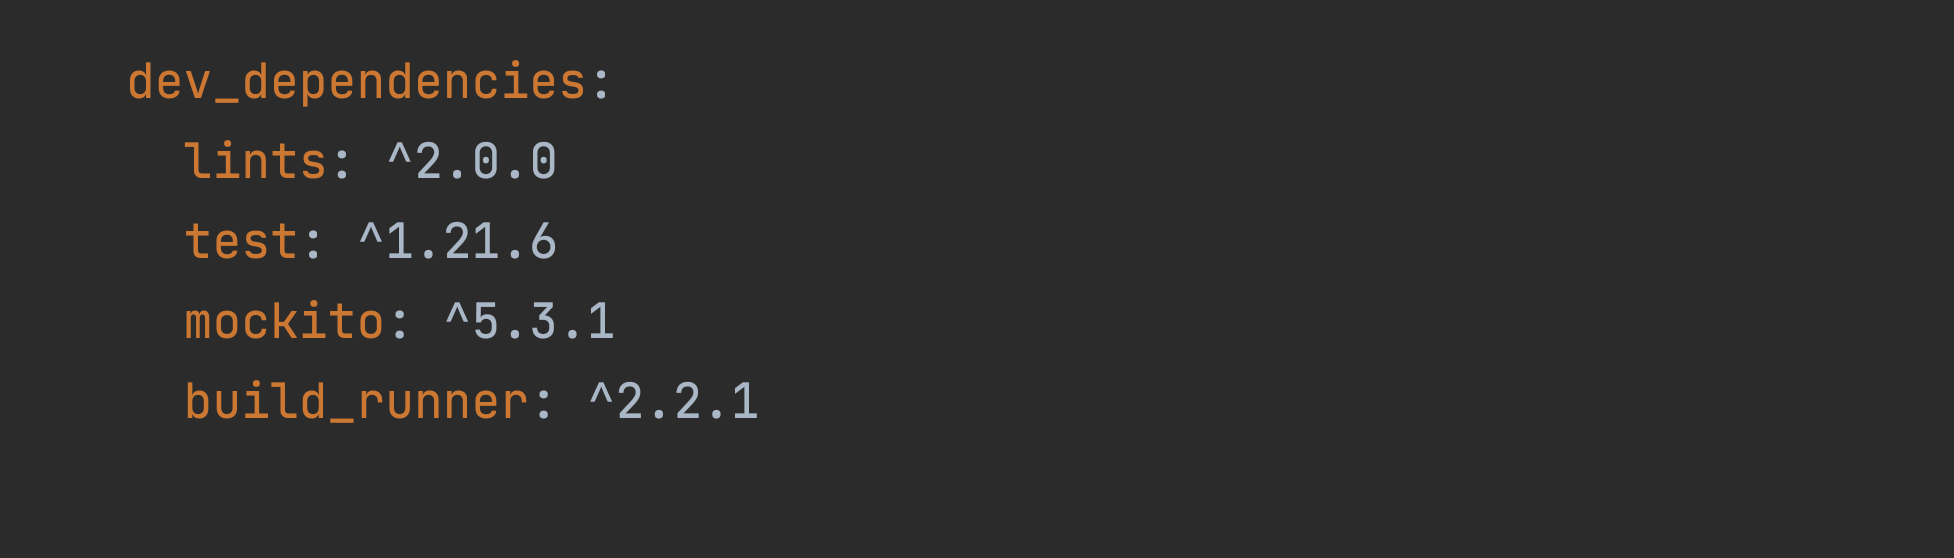 dev_dependencies:
  lints: ^2.0.0
  test: ^1.21.6
  mockito: ^5.3.1
  build_runner: ^2.2.1